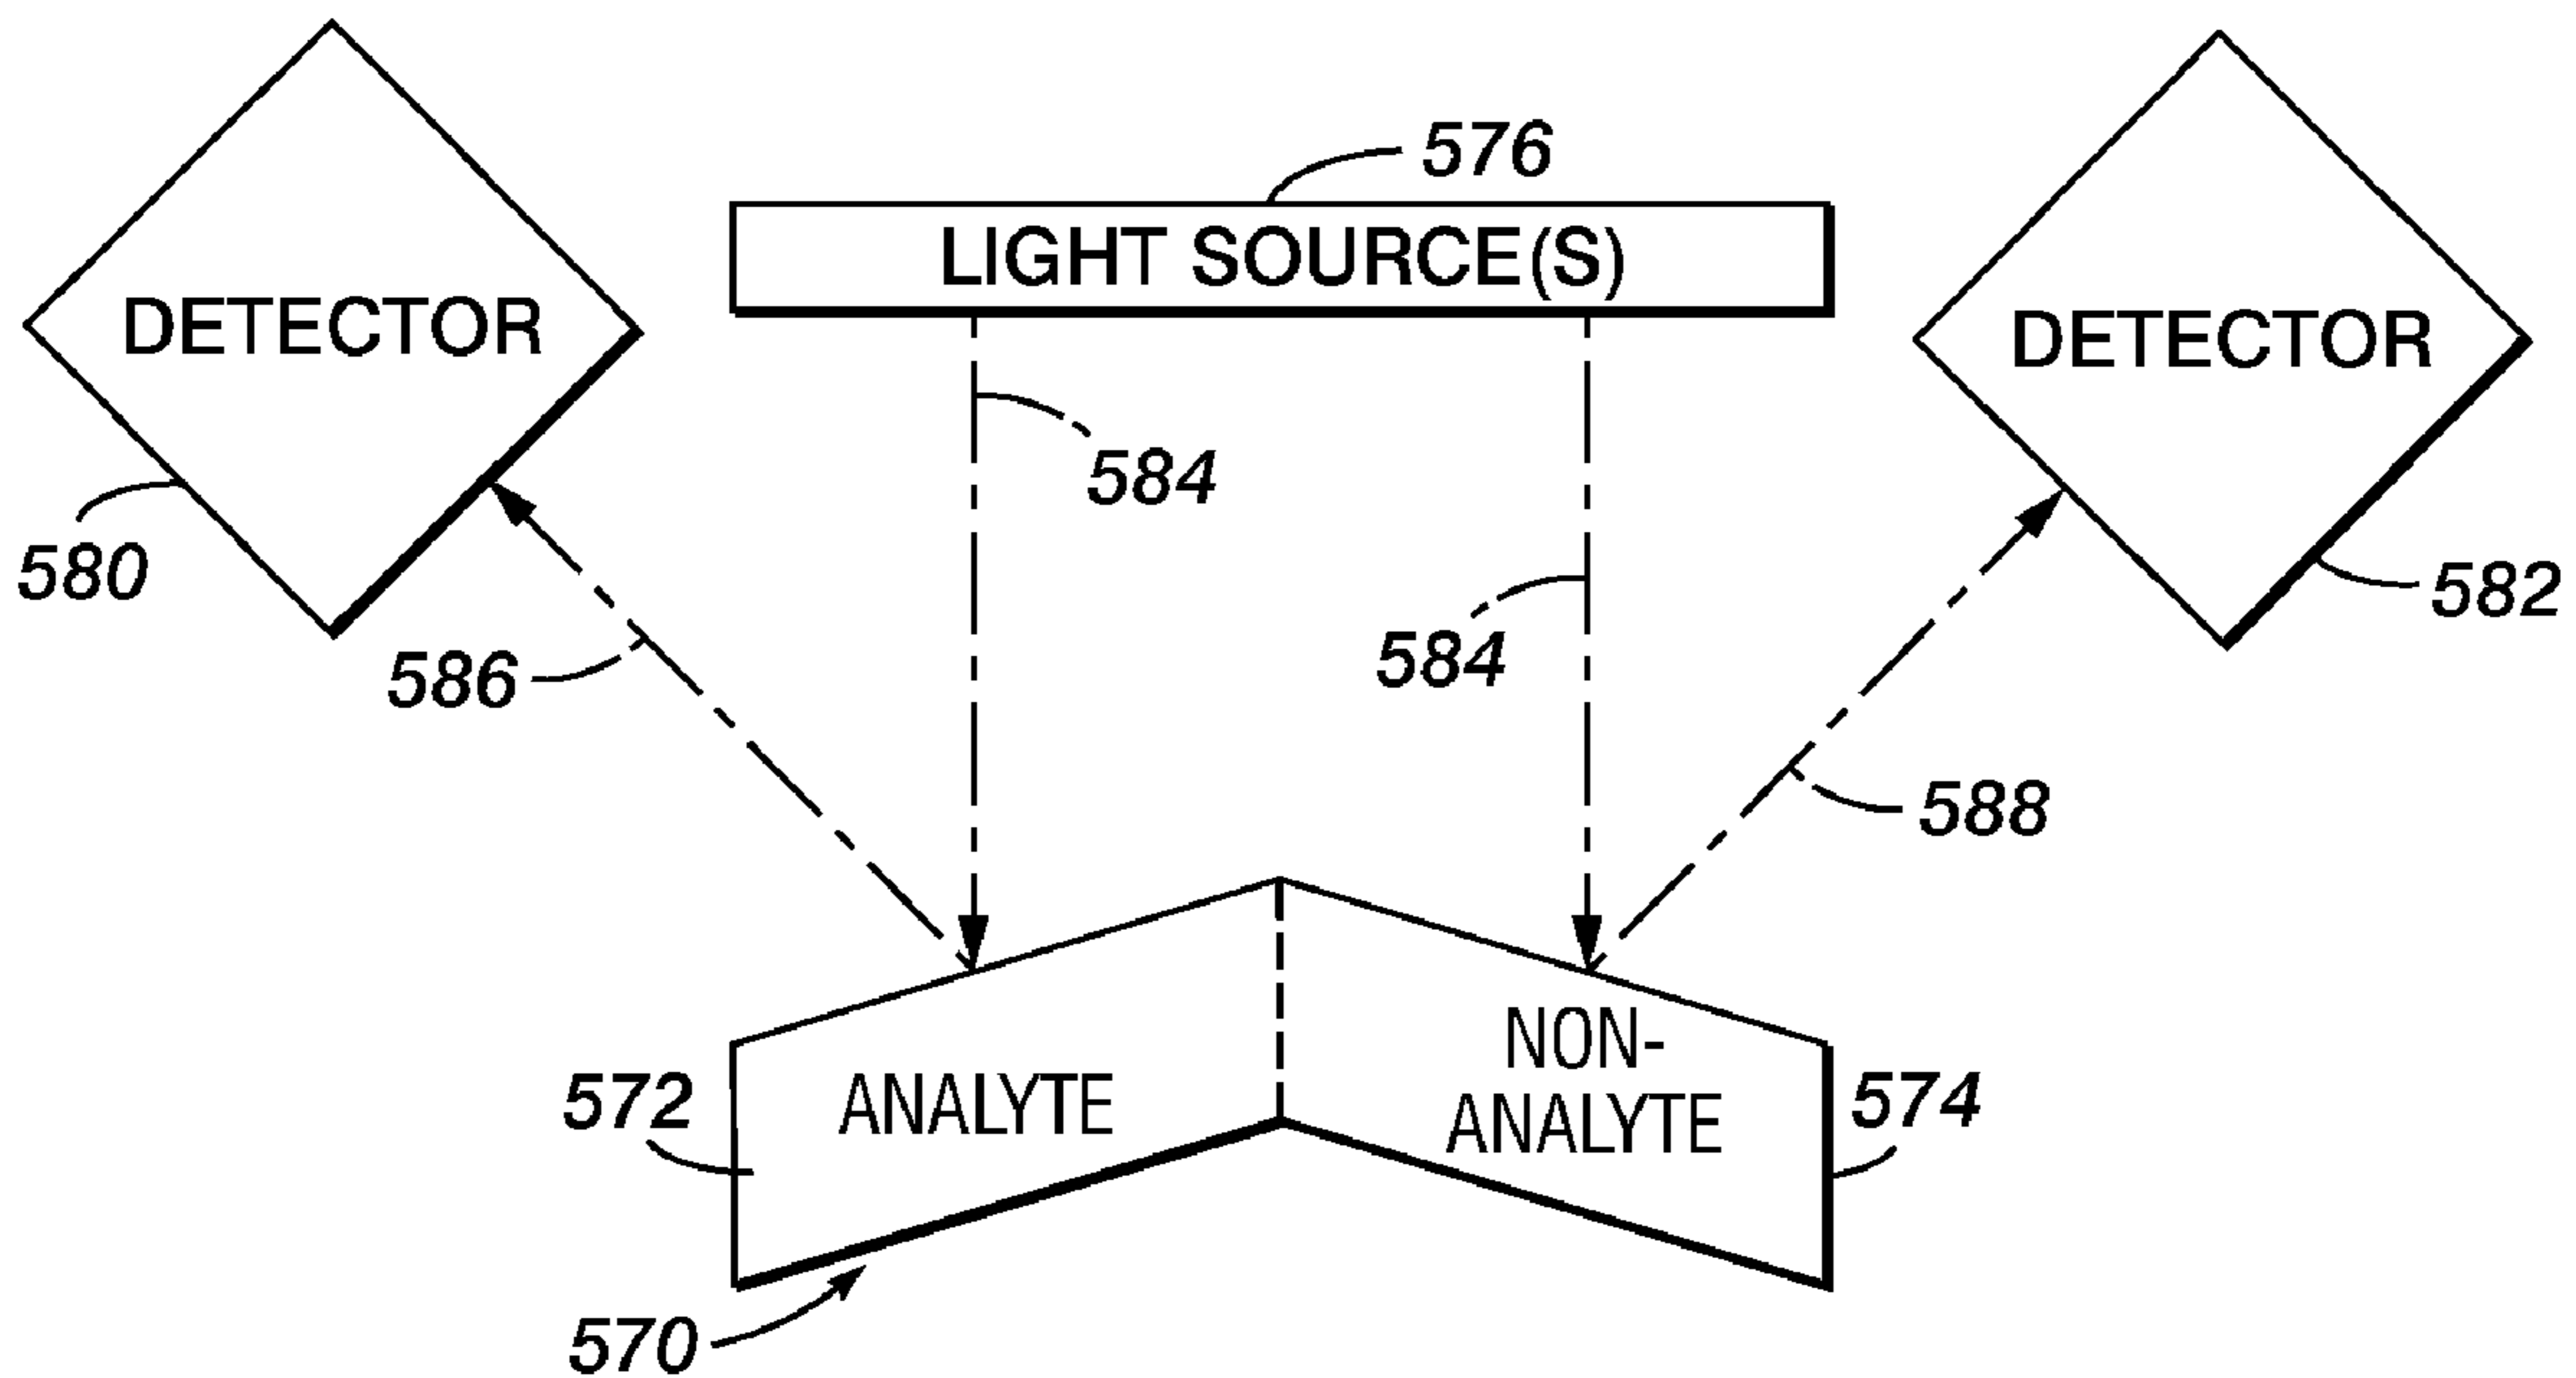 576
LIGHT SOURCE(S)
DETECTOR
DETECTOR
584
580
582
586
584
588
572
ANALYTE
NON-
ANALYTE
574
570